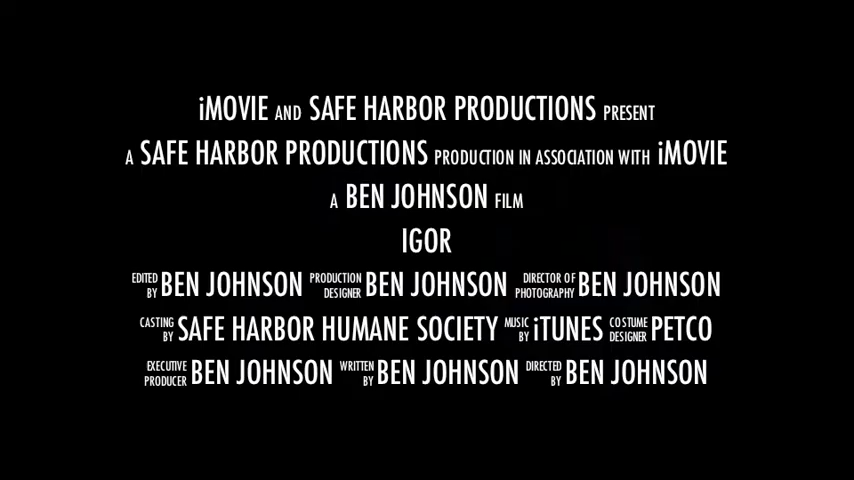 iMOVIE AND SAFE HARBOR PRODUCTIONS PRESENT
A SAFE HARBOR PRODUCTIONS PRODUCTION IN ASSOCIATION WITH iMOVIE
A BEN JOHNSON FILM
IGOR
EDITED BY BEN JOHNSON PRODUCTION DESIGNER BEN JOHNSON DIRECTOR OF PHOTOGRAPHY BEN JOHNSON
CASTING BY SAFE HARBOR HUMANE SOCIETY MUSIC BY iTUNES COSTUME DESIGNER PETCO
EXECUTIVE PRODUCER BEN JOHNSON WRITTEN BY BEN JOHNSON DIRECTED BY BEN JOHNSON